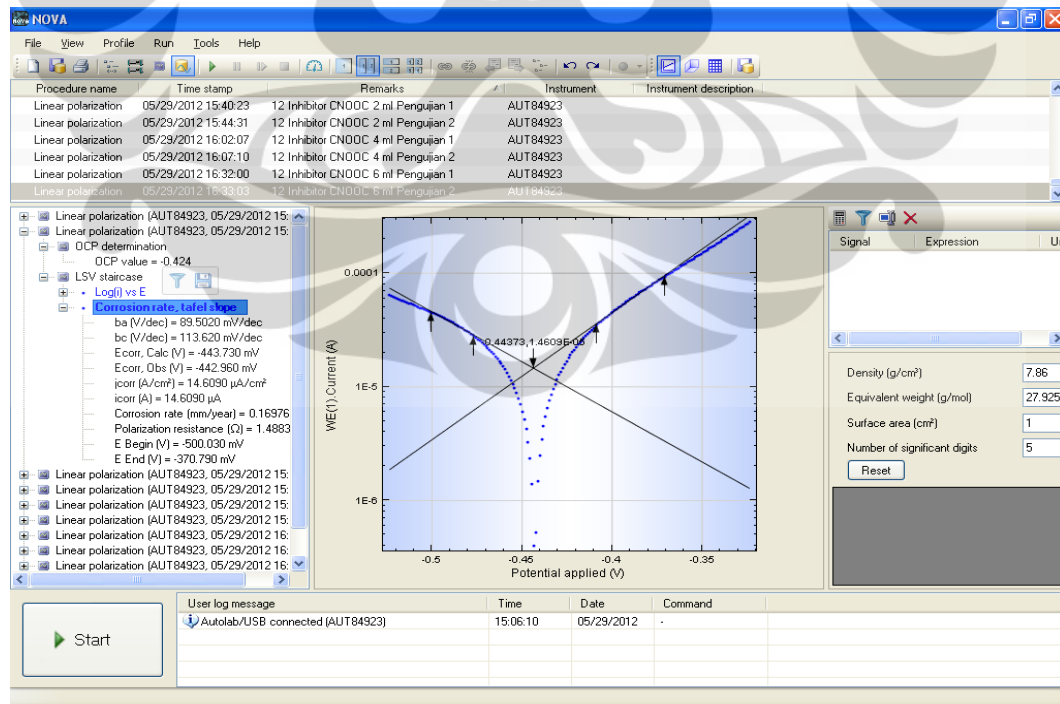 NOVA
File View Profile Run Tools Help
Procedure name Time stamp Remarks Instrument Instrument description
Linear polarization 05/29/2012 15:40:23 12 Inhibitor CNOOC 2 ml Pengujian 1 AUT84923
Linear polarization 05/29/2012 15:44:31 12 Inhibitor CNOOC 2 ml Pengujian 2 AUT84923
Linear polarization 05/29/2012 16:02:07 12 Inhibitor CNOOC 4 ml Pengujian 1 AUT84923
Linear polarization 05/29/2012 16:07:10 12 Inhibitor CNOOC 4 ml Pengujian 2 AUT84923
Linear polarization 05/29/2012 16:32:00 12 Inhibitor CNOOC 6 ml Pengujian 1 AUT84923
Linear polarization 05/29/2012 16:33:03 12 Inhibitor CNOOC 6 ml Pengujian 2 AUT84923
Linear polarization (AUT84923, 05/29/2012 15:
Linear polarization (AUT84923, 05/29/2012 15:
OCP determination
OCP value = -0.424
LSV staircase
Log(i) vs E
Corrosion rate, tafel slope
ba (V/dec) = 89.5020 mV/dec
bc (V/dec) = 113.620 mV/dec
Ecorr, Calc (V) = -443.730 mV
Ecorr, Obs (V) = -442.960 mV
jcorr (A/cm²) = 14.6090 µA/cm²
icorr (A) = 14.6090 µA
Corrosion rate (mm/year) = 0.16976
Polarization resistance (Ω) = 1.4883
E Begin (V) = -500.030 mV
E End (V) = -370.790 mV
Linear polarization (AUT84923, 05/29/2012 15:
Linear polarization (AUT84923, 05/29/2012 15:
Linear polarization (AUT84923, 05/29/2012 15:
Linear polarization (AUT84923, 05/29/2012 15:
Linear polarization (AUT84923, 05/29/2012 16:
Linear polarization (AUT84923, 05/29/2012 16:
Linear polarization (AUT84923, 05/29/2012 16:
WE(1).Current (A)
0.0001
1E-5
1E-6
0.44373,1.4609E-05
-0.5 -0.45 -0.4 -0.35
Potential applied (V)
Signal Expression U
Density (g/cm³) 7.86
Equivalent weight (g/mol) 27.925
Surface area (cm²) 1
Number of significant digits 5
Reset
Start
User log message Time Date Command
Autolab/USB connected (AUT84923) 15:06:10 05/29/2012 -